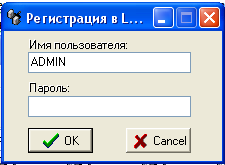 Регистрация в L...
Имя пользователя:
ADMIN
Пароль:
OK
Cancel